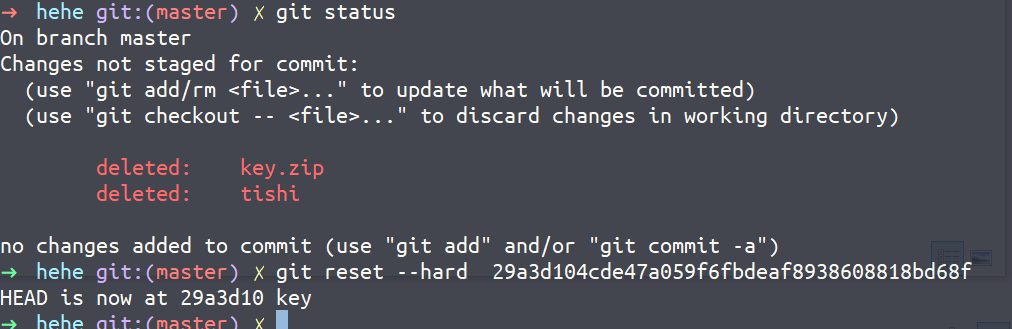 → hehe git:(master) ✗ git status
On branch master
Changes not staged for commit:
  (use "git add/rm <file>..." to update what will be committed)
  (use "git checkout -- <file>..." to discard changes in working directory)
        deleted:    key.zip
        deleted:    tishi
no changes added to commit (use "git add" and/or "git commit -a")
→ hehe git:(master) ✗ git reset --hard  29a3d104cde47a059f6fbdeaf8938608818bd68f
HEAD is now at 29a3d10 key
→ hehe git:(master) ✗